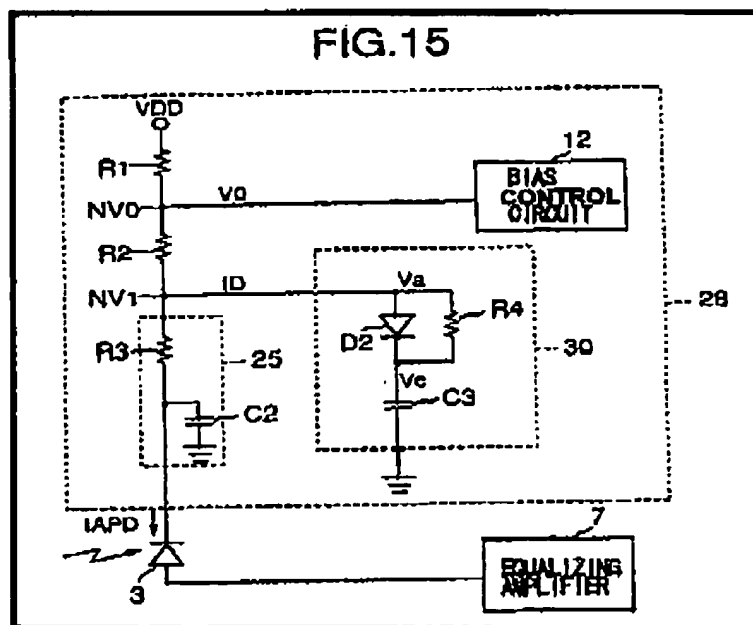 FIG.15
VDD
R1
12
BIAS
CONTROL
CIRCUIT
NV0
V0
R2
NV1
ID
Va
R4
D2
28
R3
25
30
Vc
C3
C2
IAPD
3
7
EQUALIZING
AMPLIFIER